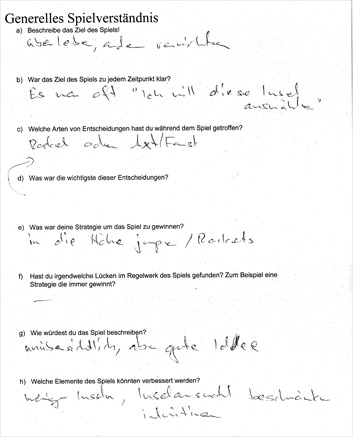 Generelles Spielverständnis
a) Beschreibe das Ziel des Spiels!
überlebe, andere vernichten
b) War das Ziel des Spiels zu jedem Zeitpunkt klar?
Es war oft "Ich will diese Insel
auswählen"
c) Welche Arten von Entscheidungen hast du während dem Spiel getroffen?
Rocket oder Axt/Faust
d) Was war die wichtigste dieser Entscheidungen?
e) Was war deine Strategie um das Spiel zu gewinnen?
in die Höhe jumpen / Rockets
f) Hast du irgendwelche Lücken im Regelwerk des Spiels gefunden? Zum Beispiel eine
Strategie die immer gewinnt?
—
g) Wie würdest du das Spiel beschreiben?
unübersichtlich, aber gute Idee
h) Welche Elemente des Spiels könnten verbessert werden?
weniger Inseln, Inselauswahl beschränken
intuitiver